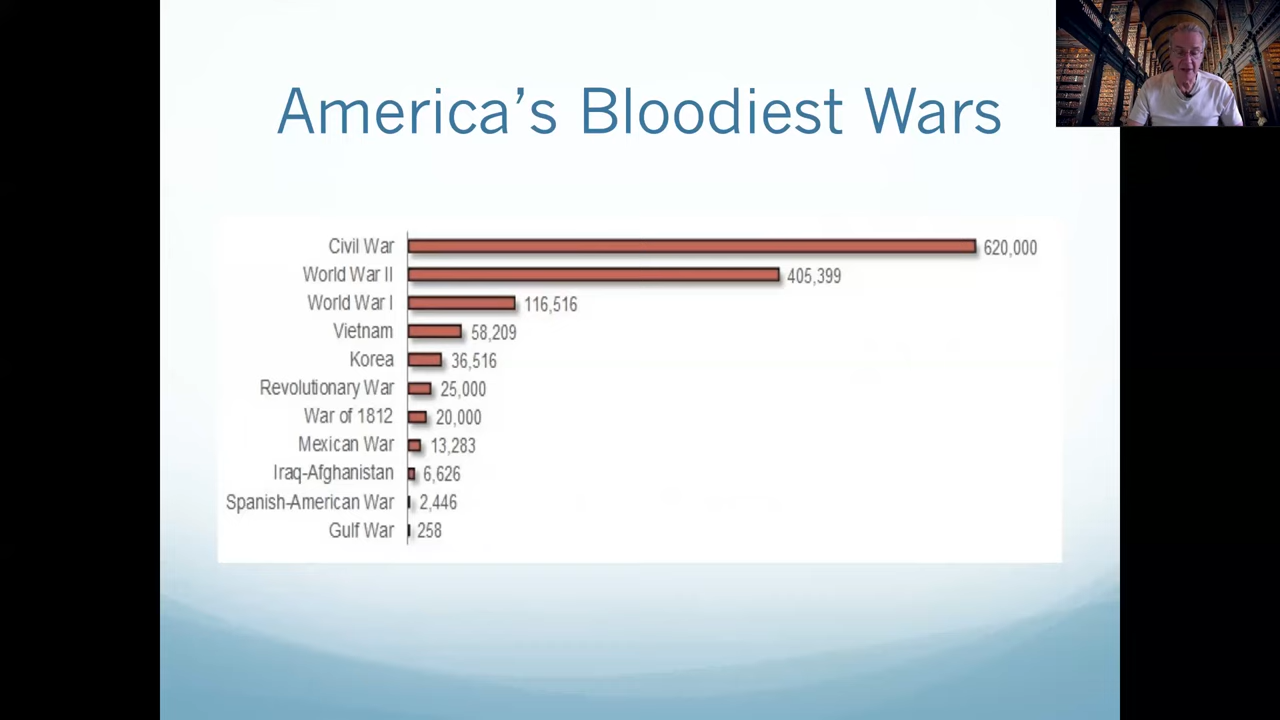 America’s Bloodiest Wars
Civil War 620,000
World War II 405,399
World War I 116,516
Vietnam 58,209
Korea 36,516
Revolutionary War 25,000
War of 1812 20,000
Mexican War 13,283
Iraq-Afghanistan 6,626
Spanish-American War 2,446
Gulf War 258